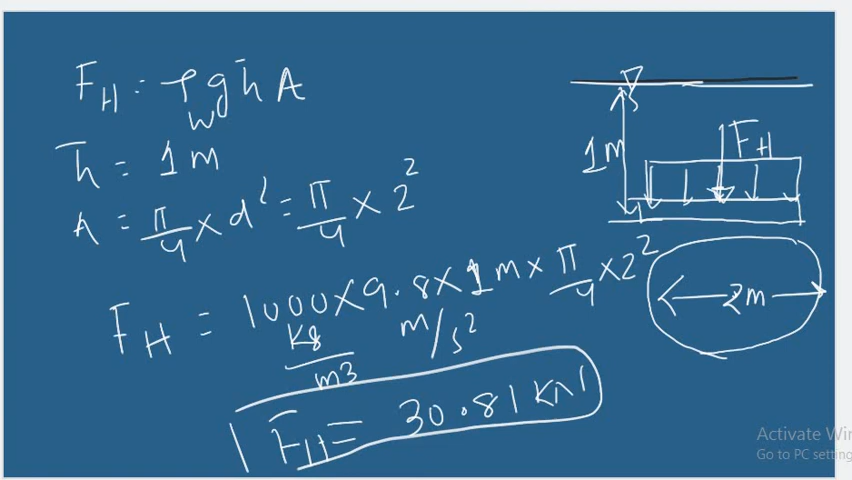 F_H = ρ_w g h̄ A
h̄ = 1m
A = π/4 × d² = π/4 × 2²
F_H = 1000 kg/m3 × 9.8 m/s² × 1m × π/4 × 2²
F_H = 30.81 kN
1m
F_H
2m
Activate Win
Go to PC setting